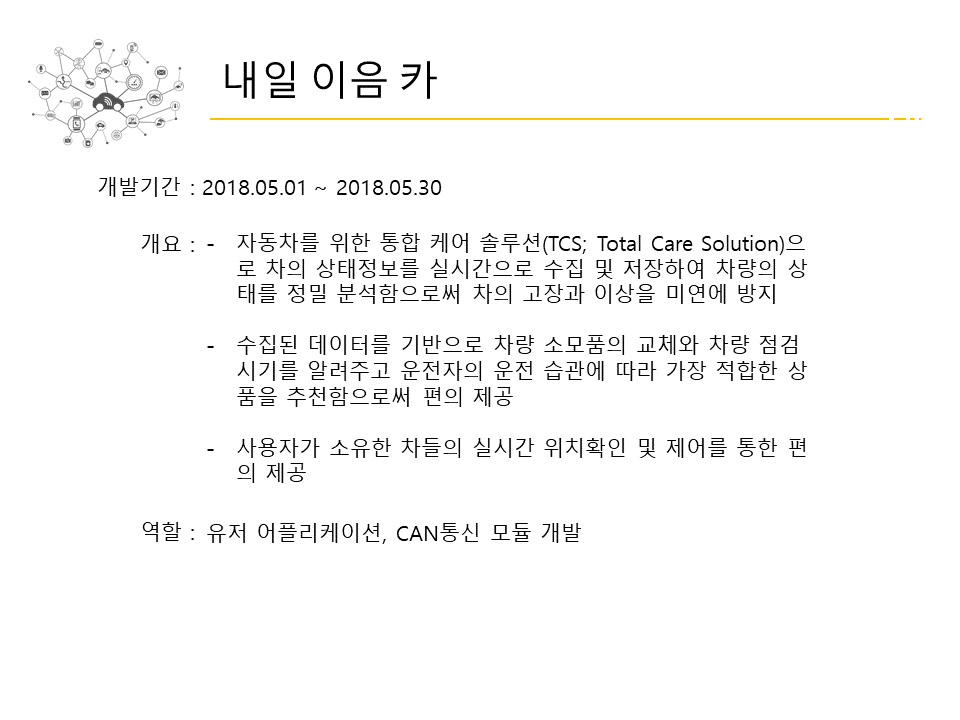 내일 이음 카
개발기간 : 2018.05.01 ~ 2018.05.30
개요 : - 자동차를 위한 통합 케어 솔루션(TCS; Total Care Solution)으
로 차의 상태정보를 실시간으로 수집 및 저장하여 차량의 상
태를 정밀 분석함으로써 차의 고장과 이상을 미연에 방지
- 수집된 데이터를 기반으로 차량 소모품의 교체와 차량 점검
시기를 알려주고 운전자의 운전 습관에 따라 가장 적합한 상
품을 추천함으로써 편의 제공
- 사용자가 소유한 차들의 실시간 위치확인 및 제어를 통한 편
의 제공
역할 : 유저 어플리케이션, CAN통신 모듈 개발